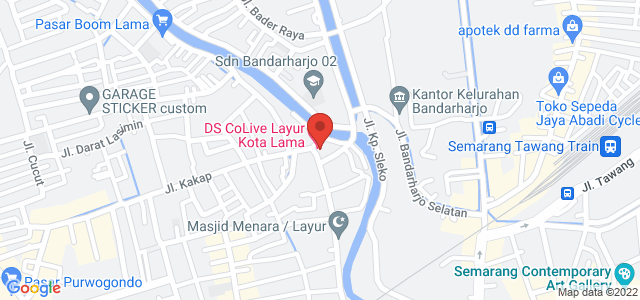 Pasar Boom Lama
Jl. Bader Raya
apotek dd farma
Sdn Bandarharjo 02
GARAGE
STICKER custom
Kantor Kelurahan
Bandarharjo
Toko Sepeda
Jaya Abadi Cycle
Jl. Darat Lasimin
DS CoLive Layur
Kota Lama
Jl. Kp. Sleko
Jl. Bandarharjo Selatan
Semarang Tawang Train
Jl. Cucut
Jl. Kakap
Jl. Tawang
Masjid Menara / Layur
Pasar Purwogondo
Semarang Contemporary
Art Gallery
Google
Map data ©2022